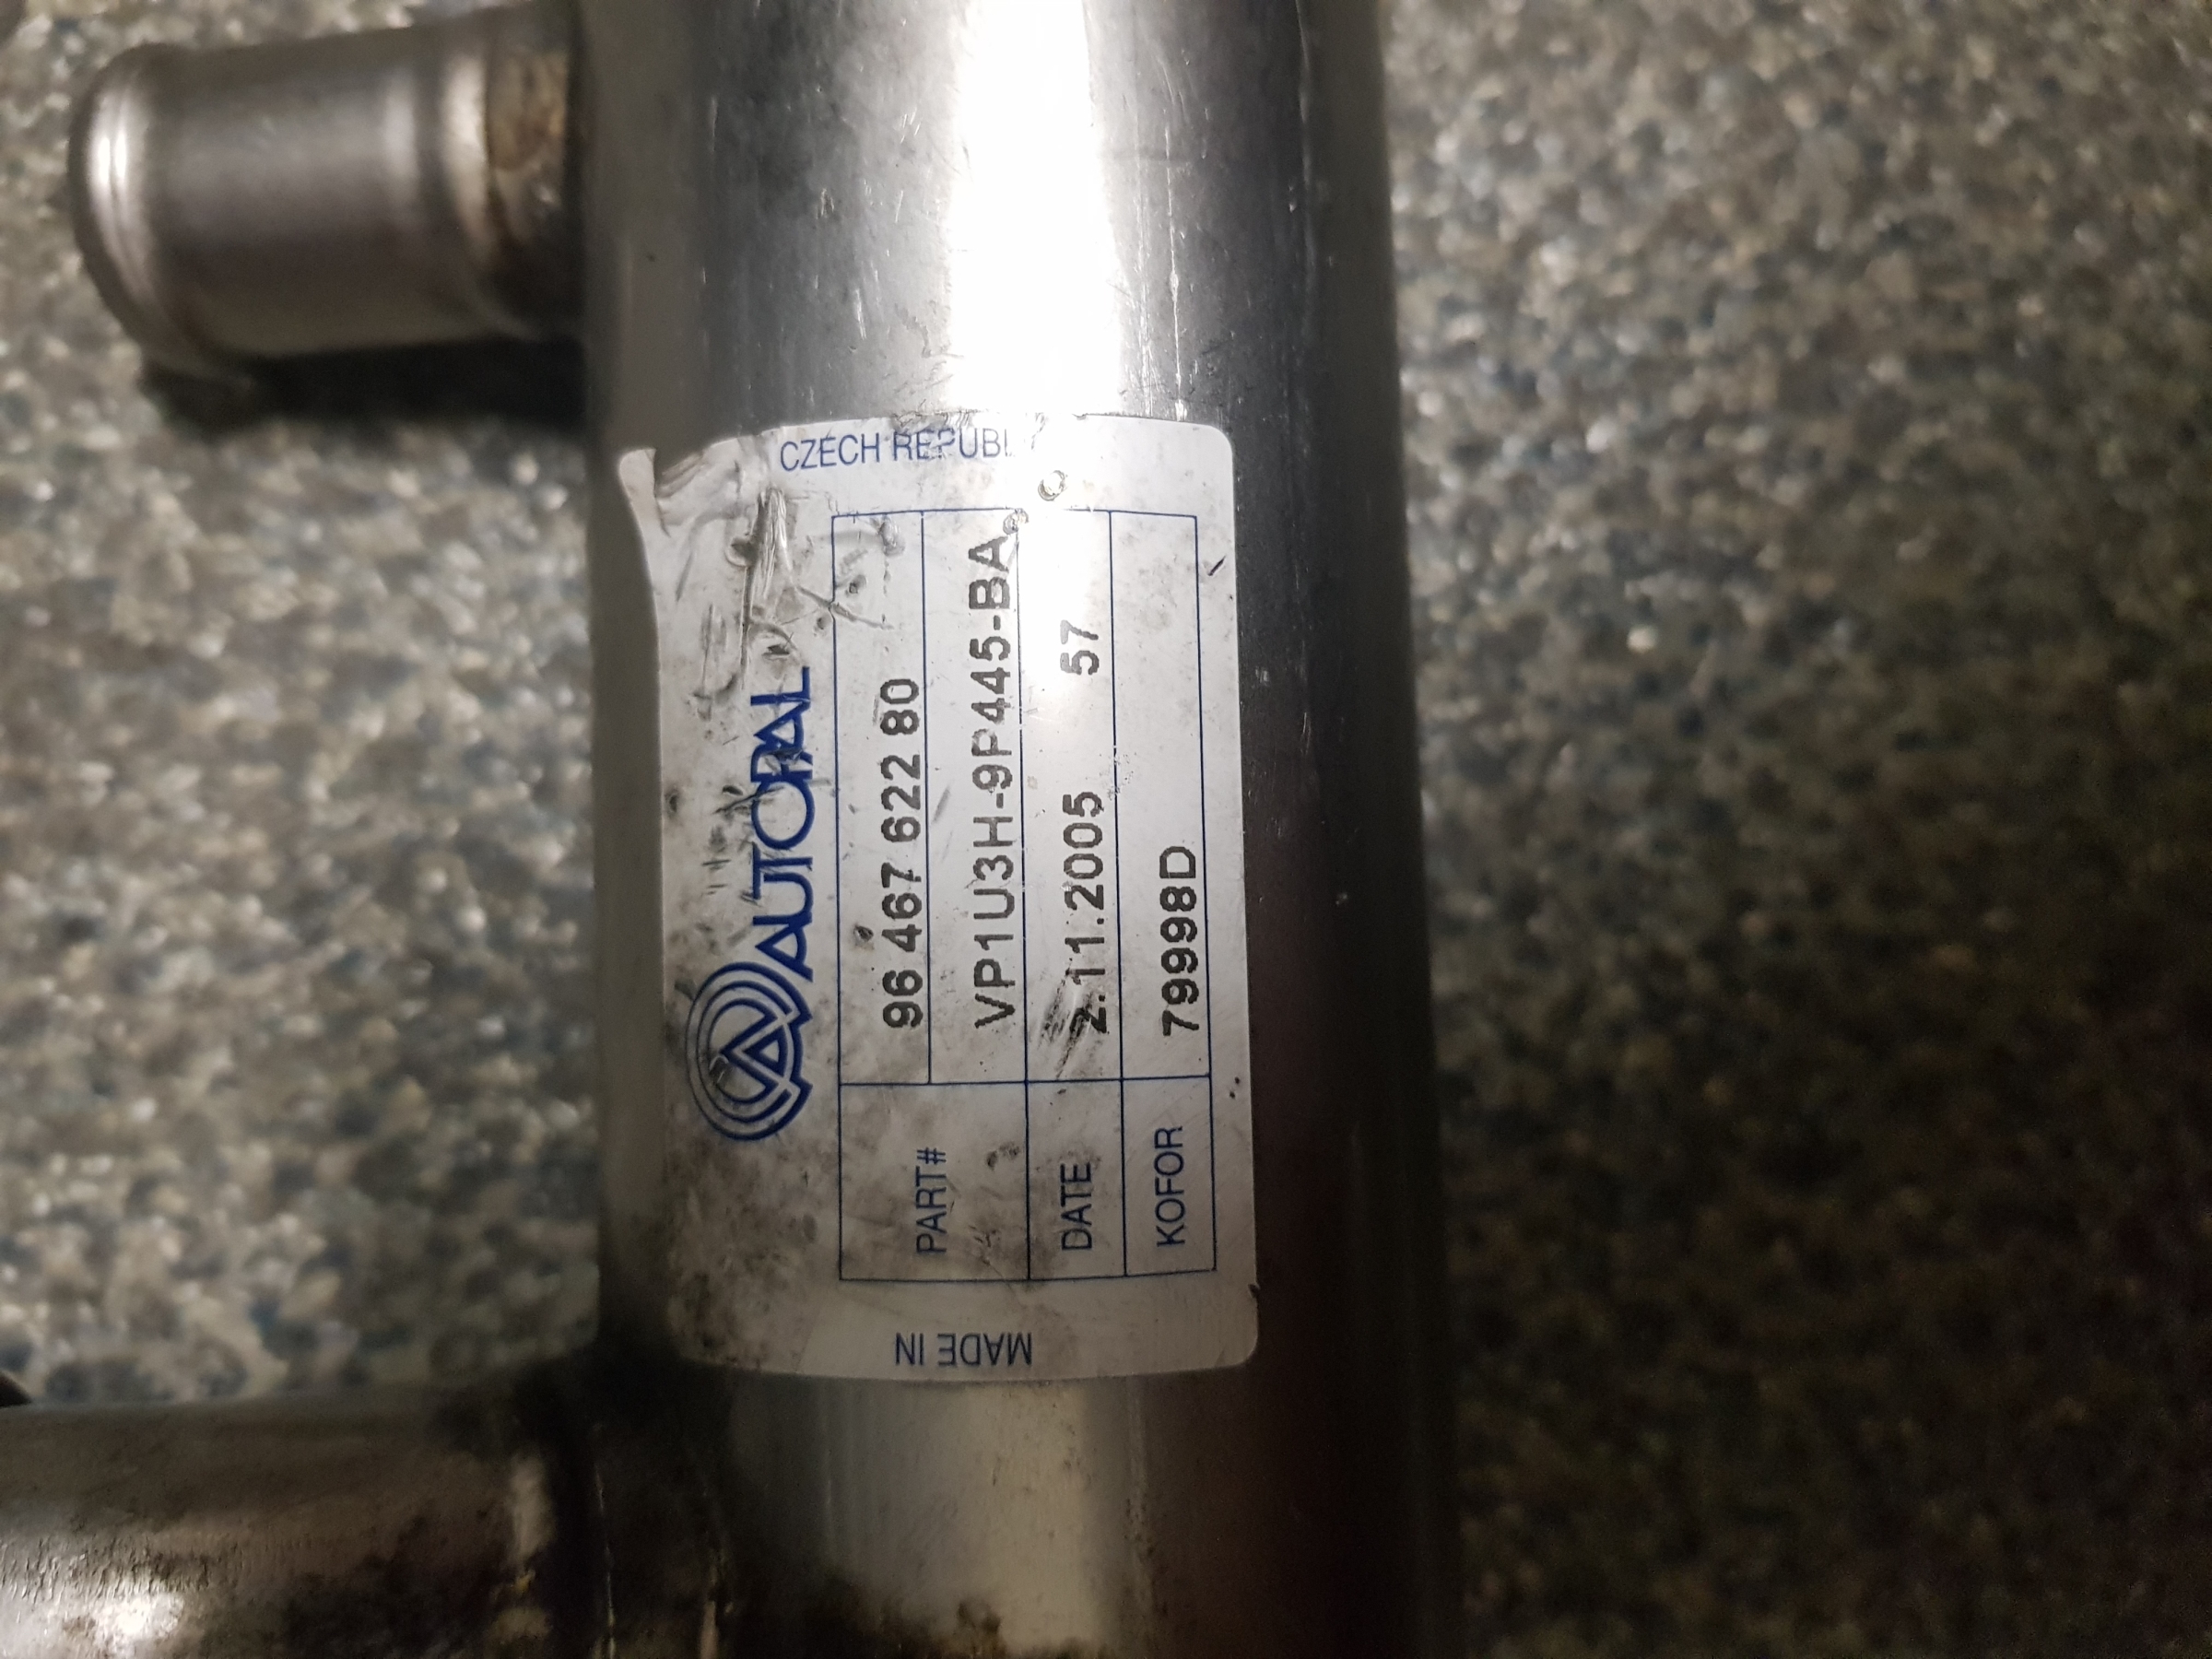 AUTOPAL
PART# 96 467 622 80
VP1U3H-9P445-BA
DATE 2.11.2005 57
KOFOR 79998D
MADE IN
CZECH REPUBL